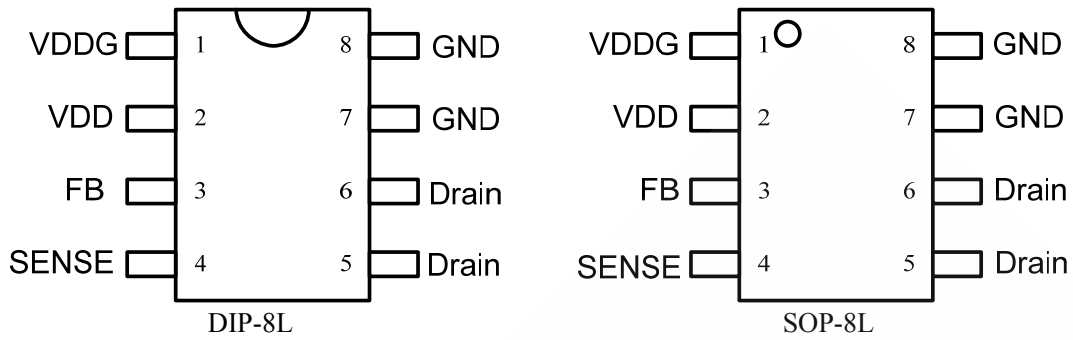 VDDG 1 8 GND
VDD 2 7 GND
FB 3 6 Drain
SENSE 4 5 Drain
DIP-8L
VDDG 1 8 GND
VDD 2 7 GND
FB 3 6 Drain
SENSE 4 5 Drain
SOP-8L